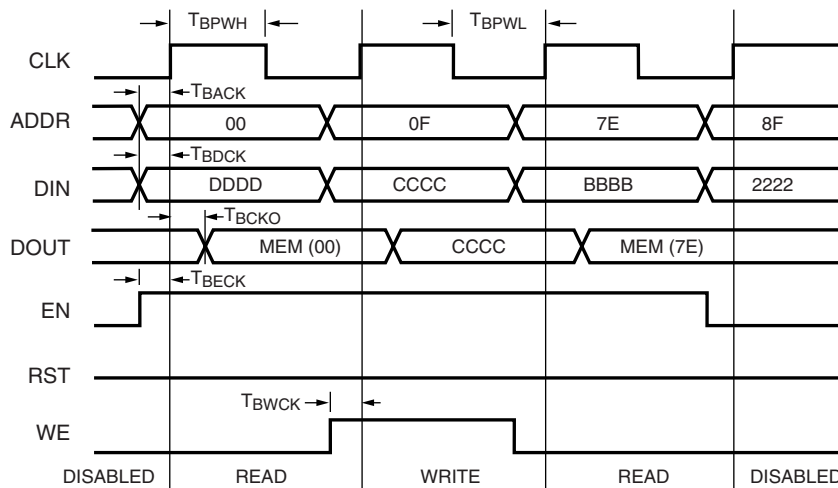 TBPWH
TBPWL
CLK
TBACK
ADDR 00 0F 7E 8F
TBDCK
DIN DDDD CCCC BBBB 2222
TBCKO
DOUT MEM (00) CCCC MEM (7E)
TBECK
EN
RST
TBWCK
WE
DISABLED READ WRITE READ DISABLED